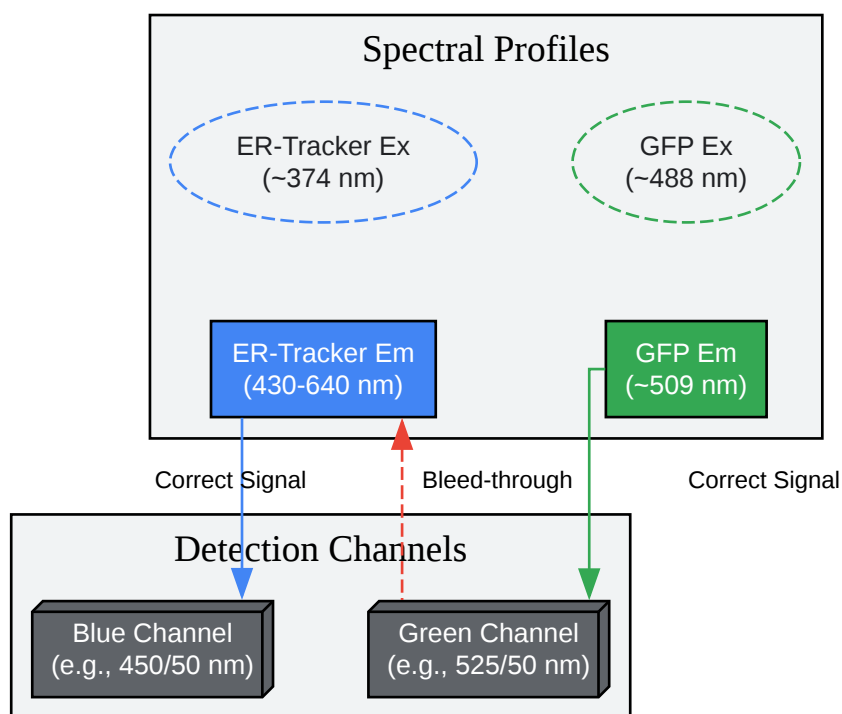 Spectral Profiles
ER-Tracker Ex
(~374 nm)
GFP Ex
(~488 nm)
ER-Tracker Em
(430-640 nm)
GFP Em
(~509 nm)
Correct Signal
Bleed-through
Correct Signal
Detection Channels
Blue Channel
(e.g., 450/50 nm)
Green Channel
(e.g., 525/50 nm)